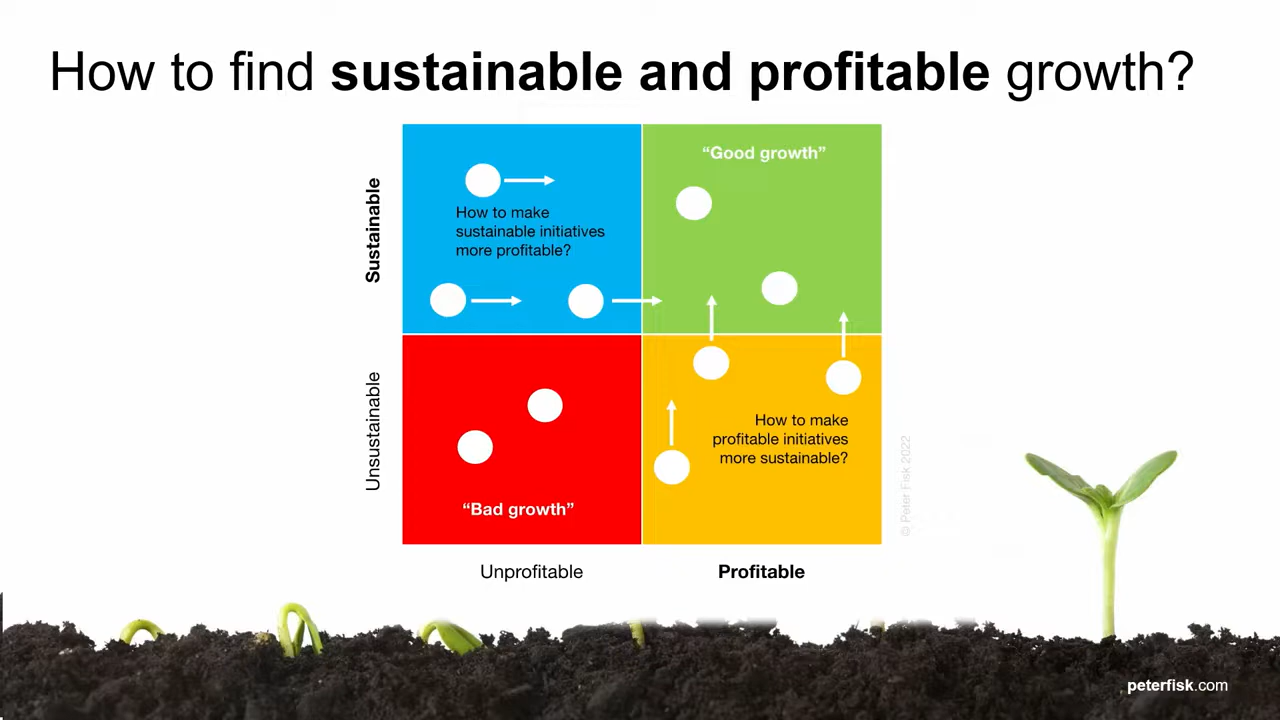 How to find sustainable and profitable growth?
Sustainable
Unsustainable
"Good growth"
How to make
sustainable initiatives
more profitable?
How to make
profitable initiatives
more sustainable?
"Bad growth"
Unprofitable
Profitable
© Peter Fisk 2022
peterfisk.com